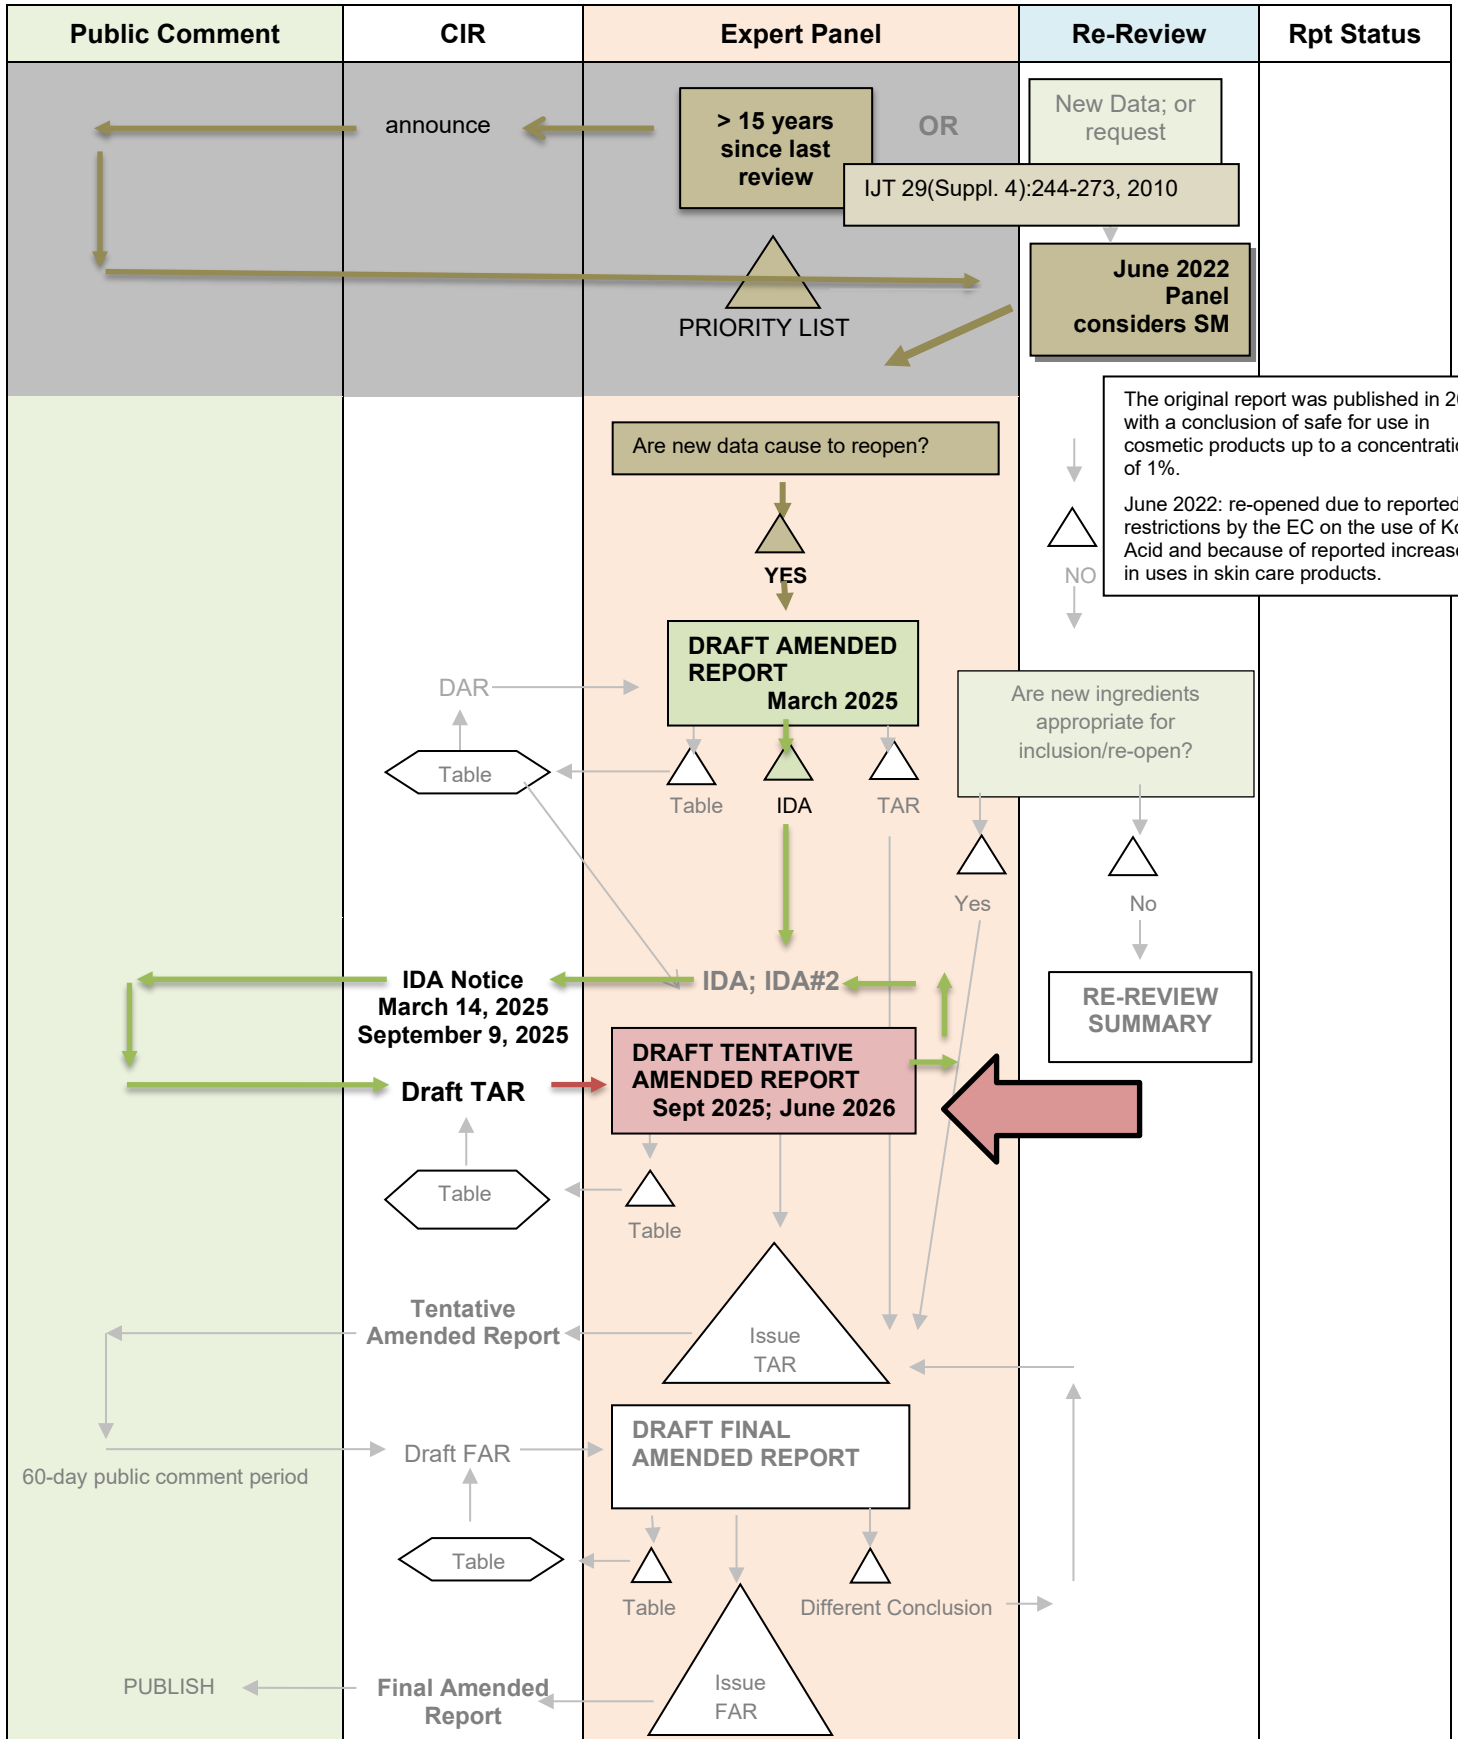 Public Comment
CIR
Expert Panel
Re-Review
Rpt Status
announce
> 15 years
since last
review
OR
New Data; or
request
IJT 29(Suppl. 4):244-273, 2010
PRIORITY LIST
June 2022
Panel
considers SM
The original report was published in
with a conclusion of safe for use in
cosmetic products up to a
of 1%.
June 2022: re-opened due to reported
restrictions by the EC on the use of
Acid and because of reported
in uses in skin care products.
Are new data cause to reopen?
YES
NO
DRAFT AMENDED
REPORT
March 2025
DAR
Table
Table
IDA
TAR
Are new ingredients
appropriate for
inclusion/re-open?
Yes
No
IDA Notice
March 14, 2025
September 9, 2025
IDA; IDA#2
RE-REVIEW
SUMMARY
Draft TAR
DRAFT TENTATIVE
AMENDED REPORT
Sept 2025; June 2026
Table
Table
Tentative
Amended Report
Issue
TAR
60-day public comment period
Draft FAR
DRAFT FINAL
AMENDED REPORT
Table
Table
Different Conclusion
PUBLISH
Final Amended
Report
Issue
FAR